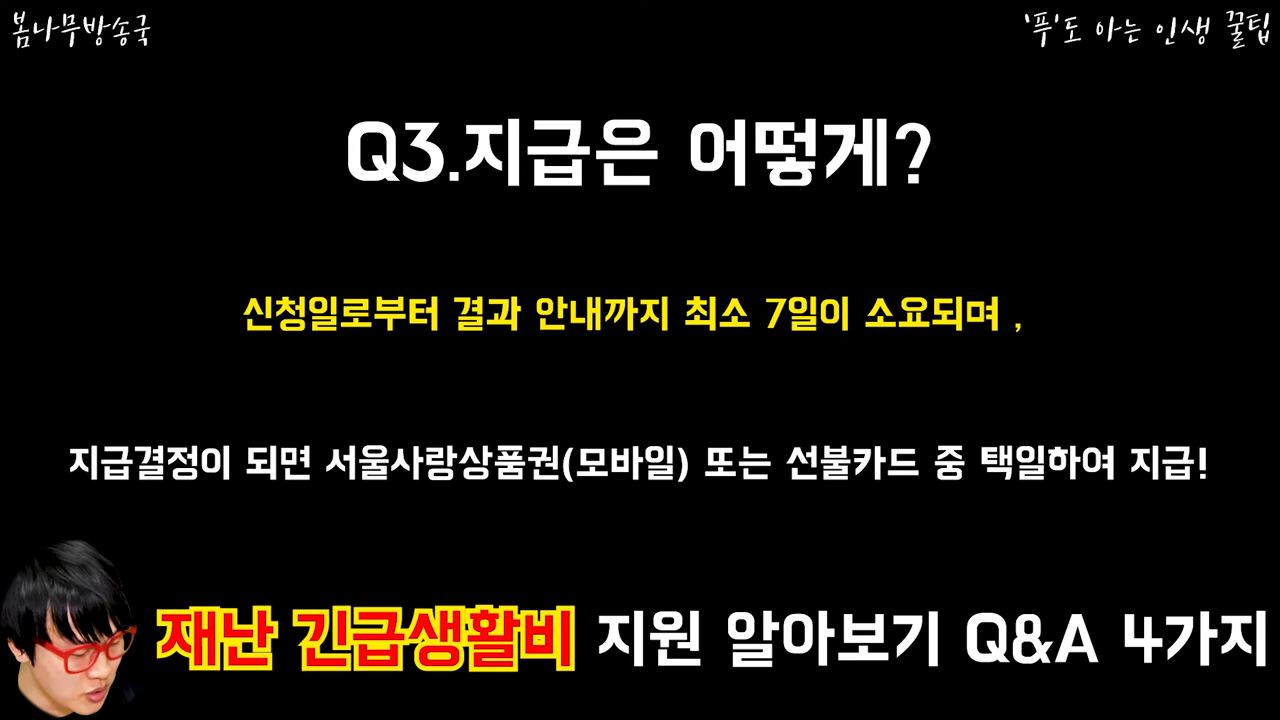 봄나무방송국
'푸'도 아는 인생 꿀팁
Q3.지급은 어떻게?
신청일로부터 결과 안내까지 최소 7일이 소요되며 ,
지급결정이 되면 서울사랑상품권(모바일) 또는 선불카드 중 택일하여 지급!
재난 긴급생활비 지원 알아보기 Q&A 4가지